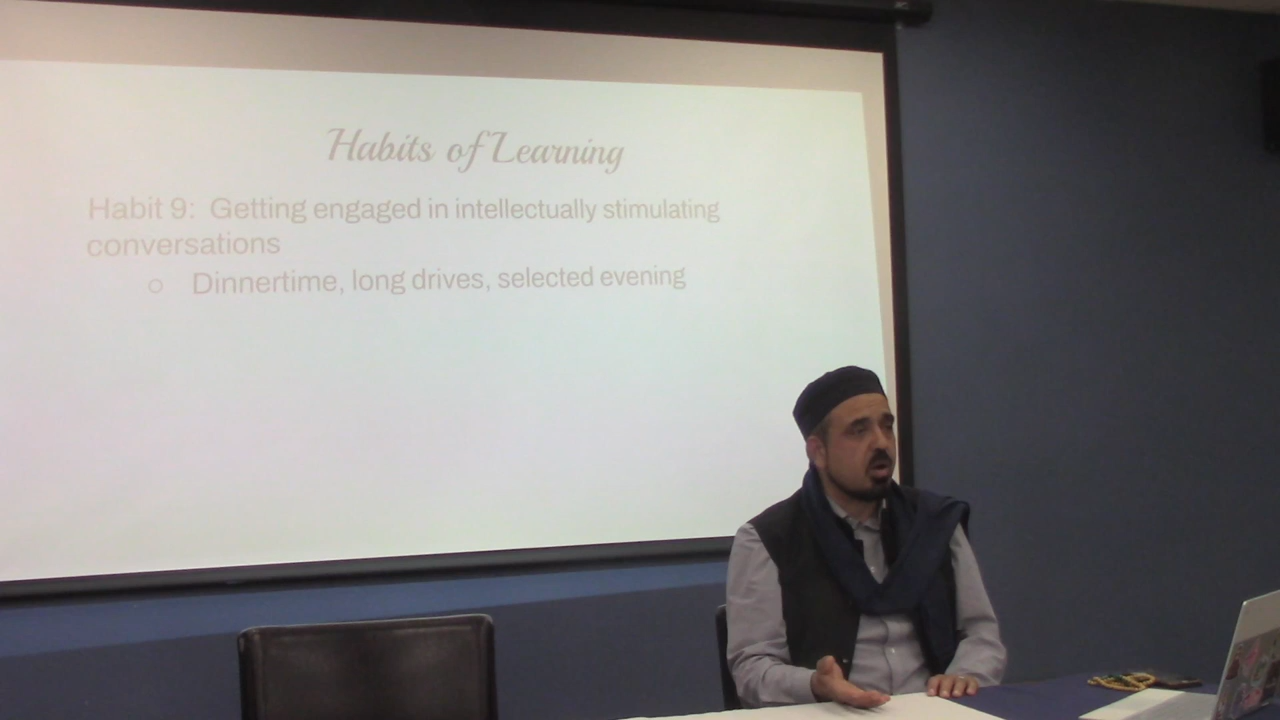 Habits of Learning
Habit 9: Getting engaged in intellectually stimulating
conversations
○ Dinnertime, long drives, selected evening